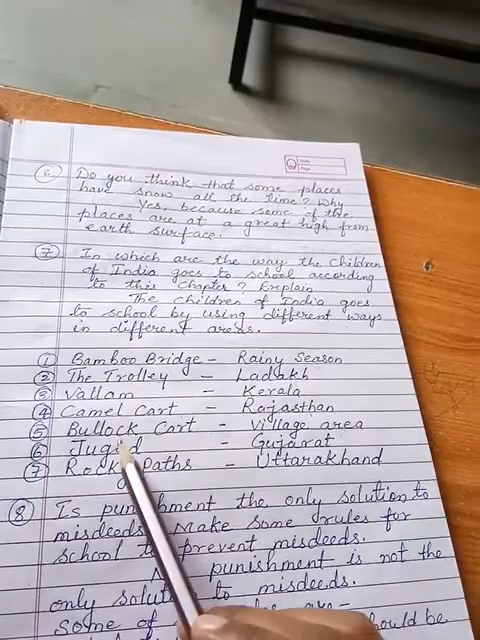 6. Do you think that some places
have snow all the time? Why
Yes, because some of the
places are at a great high from
earth surface.
7. In which are the way the children
of India goes to school according
to this chapter? Explain
The children of India goes
to school by using different ways
in different areas.
1 Bamboo Bridge - Rainy Season
2 The Trolley - Ladakh
3 Vallam - Kerala
4 Camel Cart - Rajasthan
5 Bullock Cart - Village area
6 Jugad - Gujarat
7 Rocky Paths - Uttarakhand
8 Is punishment the only solution to
misdeeds. Make some rules for
school to prevent misdeeds.
punishment is not the
only solution to misdeeds.
Some of are -
should be